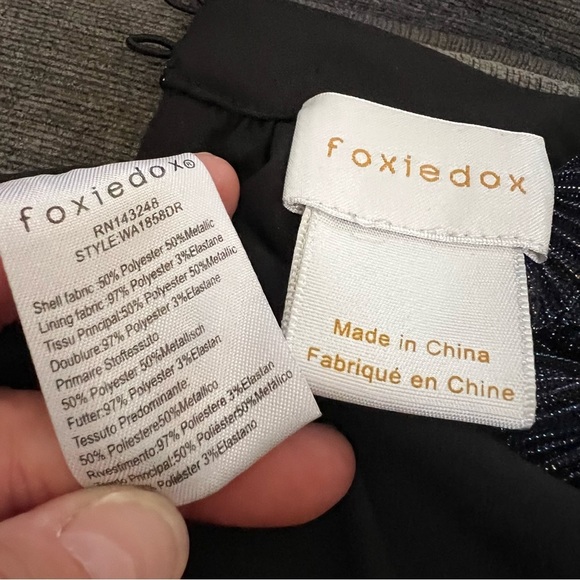 foxiedox®
RN143248
STYLE:WA1858DR
Shell fabric:50% Polyester 50%Metallic
Lining fabric:97% Polyester 3%Elastane
Tissu Principal:50% Polyester 50%Metallic
Doublure:97% Polyester 3%Elastane
Primaire Stoffessuto
50% Polyester 50%Metallisch
Futter:97% Polyester 3%Elastan
Tessuto Predominante:
50% Poliestere50%Metallico
Rivestimento:97% Poliestere 3%Elastan
Principal:50% Poliéster50%Metálico
Poliéster 3%Elastano
foxiedox
Made in China
Fabriqué en Chine